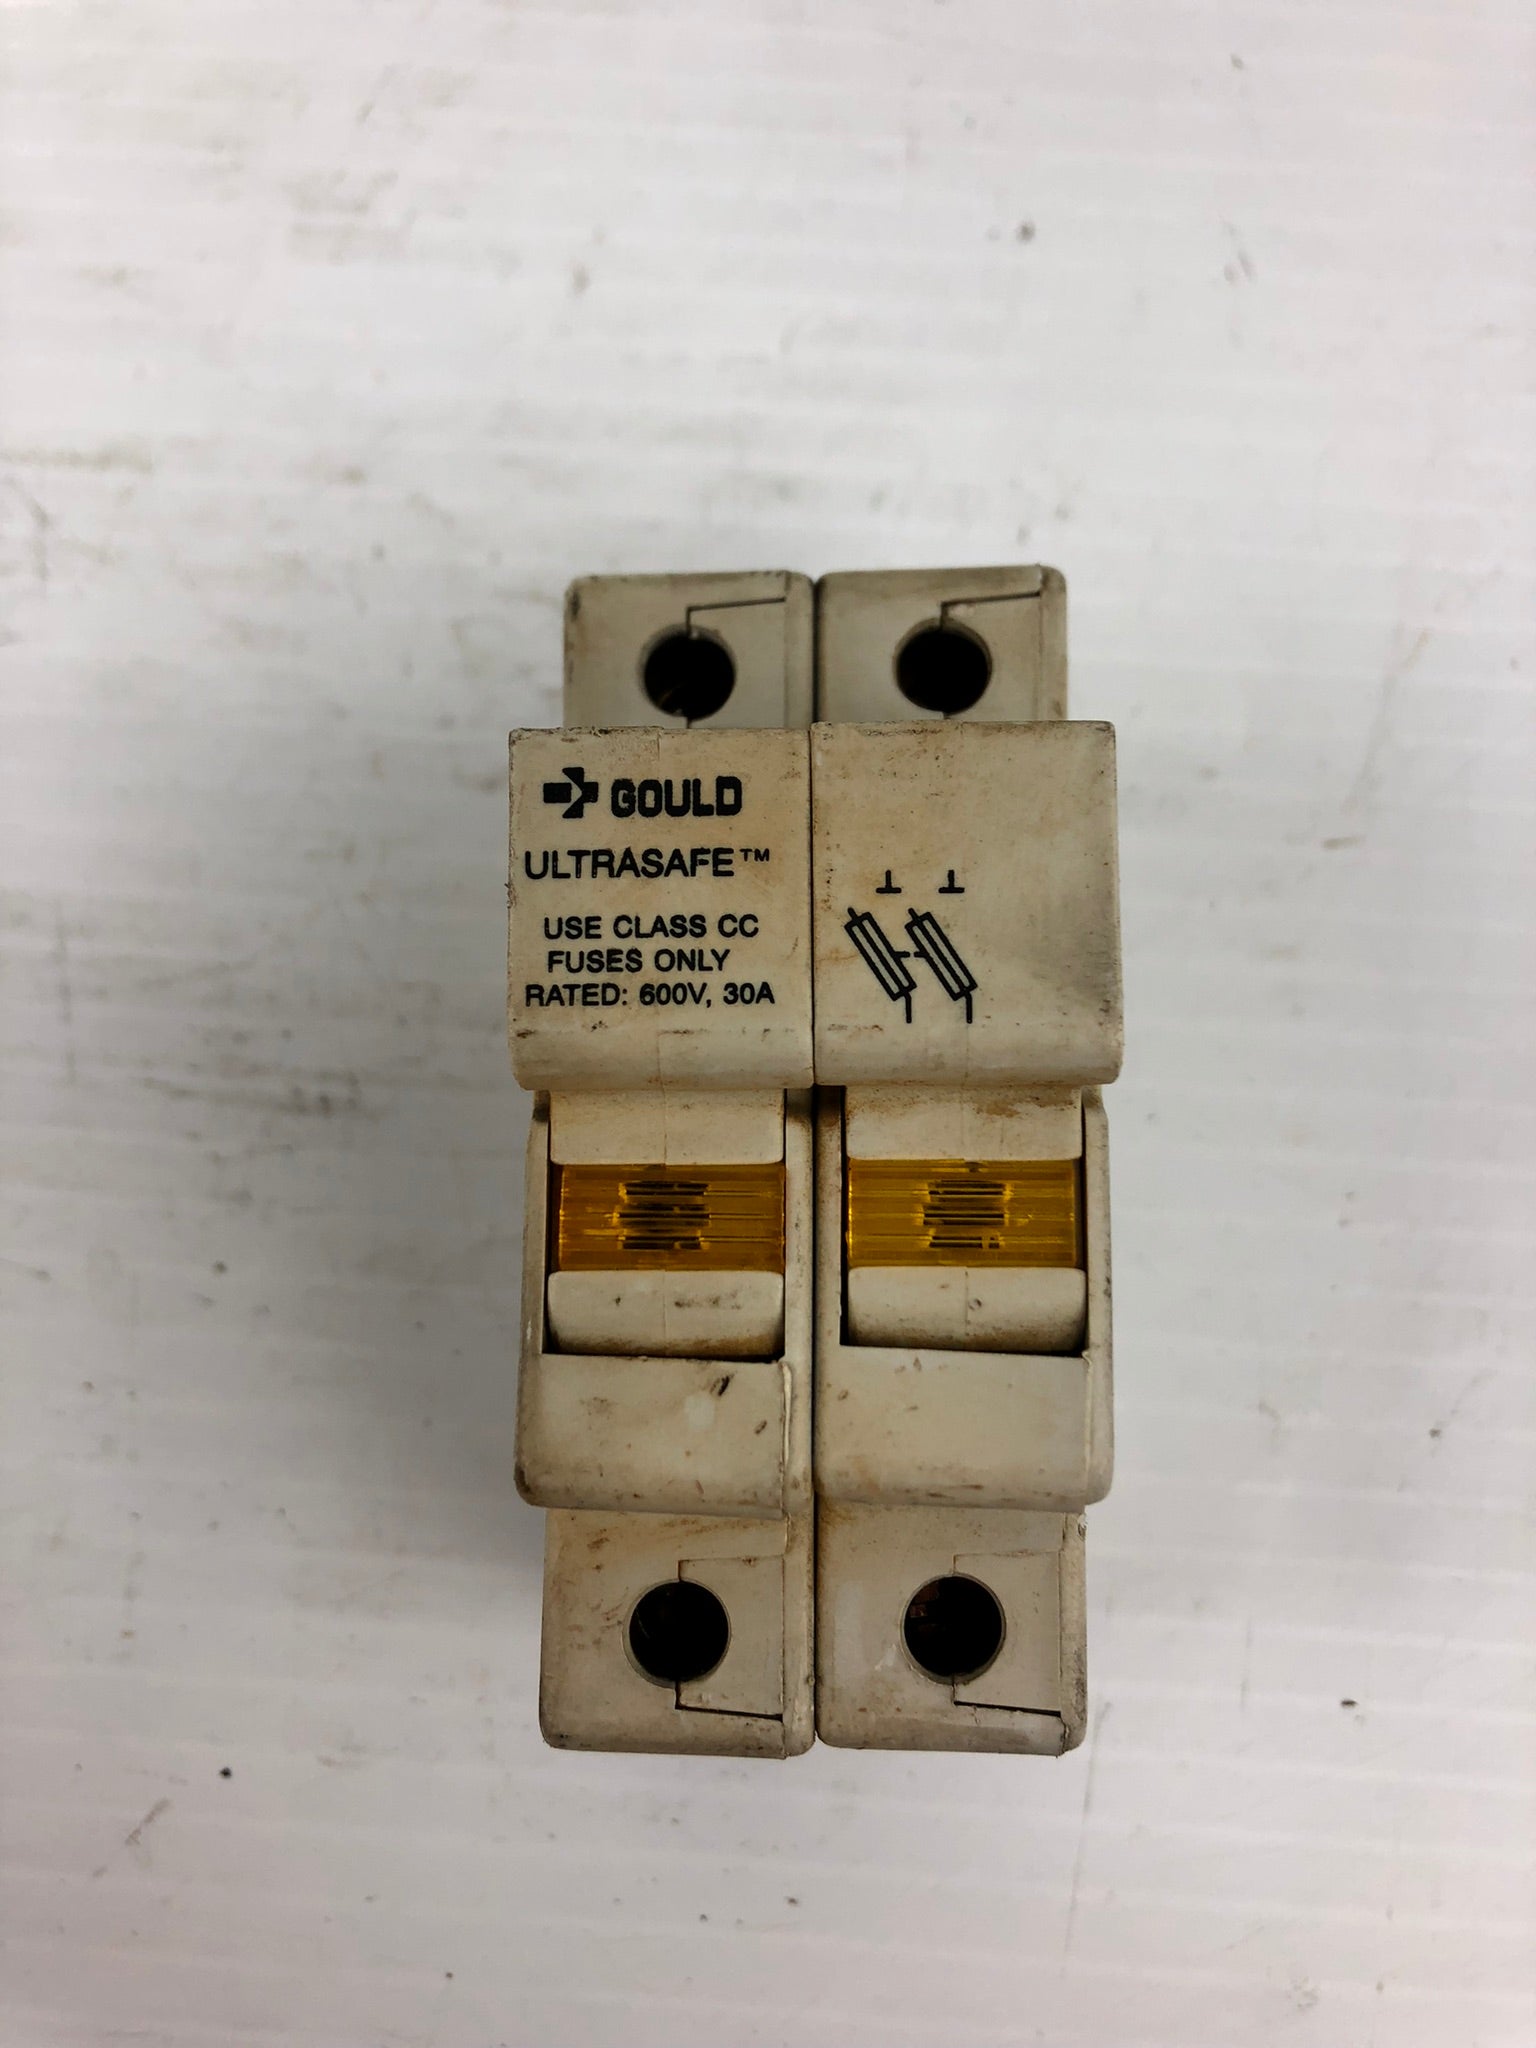 GOULD
ULTRASAFE™
USE CLASS CC
FUSES ONLY
RATED: 600V, 30A